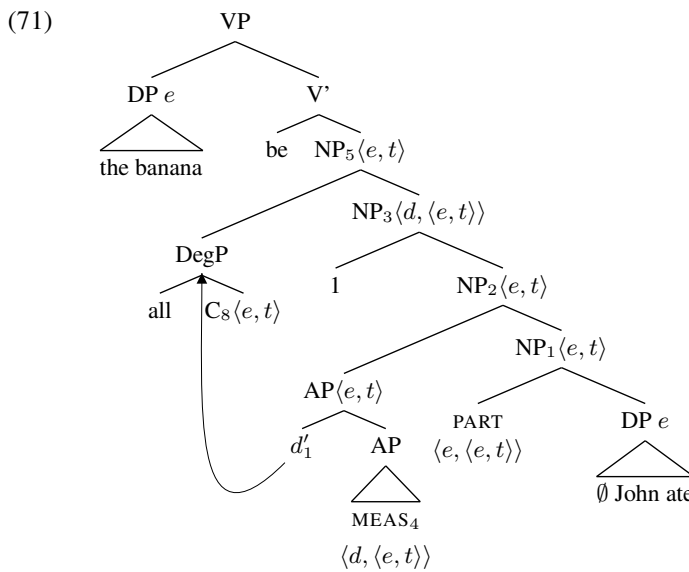 (71)
VP
DP e V'
the banana be NP₅⟨e, t⟩
DegP NP₃⟨d, ⟨e, t⟩⟩
all C₈⟨e, t⟩ 1 NP₂⟨e, t⟩
AP⟨e, t⟩ NP₁⟨e, t⟩
d′₁ AP PART DP e
⟨e, ⟨e, t⟩⟩
MEAS₄ ∅ John ate
⟨d, ⟨e, t⟩⟩